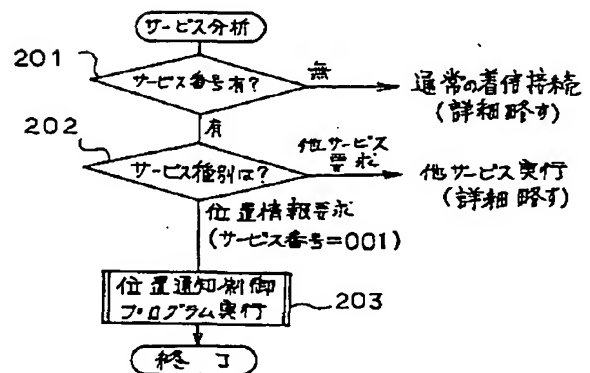 サービス分析
201
サービス番号有?
無
通常の着信接続
(詳細略す)
有
202
サービス種別は?
他サービス
要求
他サービス実行
(詳細略す)
位置情報要求
(サービス番号=001)
位置通知制御
プログラム実行
203
終了